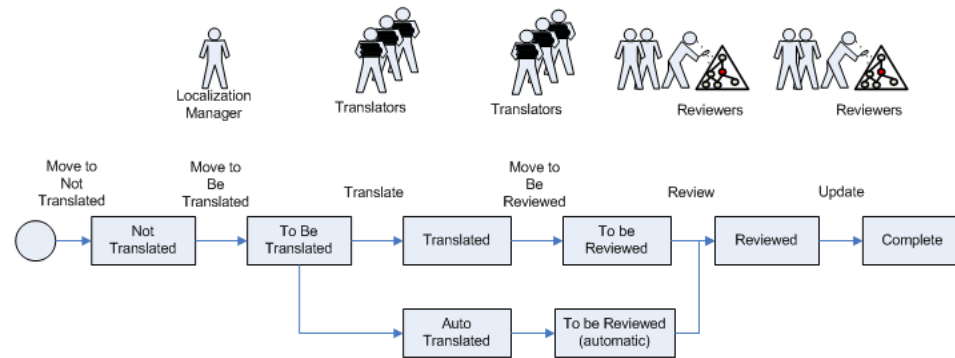 Localization
Manager
Translators
Translators
Reviewers
Reviewers
Move to
Not
Translated
Move to
Be
Translated
Translate
Move to
Be
Reviewed
Review
Update
Not
Translated
To Be
Translated
Translated
To be
Reviewed
Reviewed
Complete
Auto
Translated
To be Reviewed
(automatic)